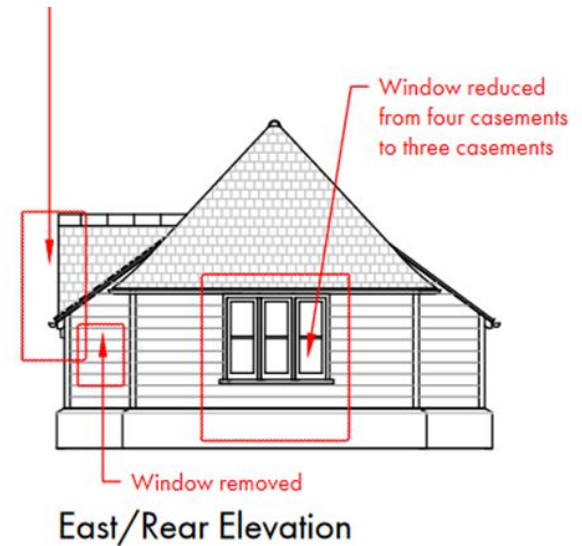 Window reduced
from four casements
to three casements
Window removed
East/Rear Elevation